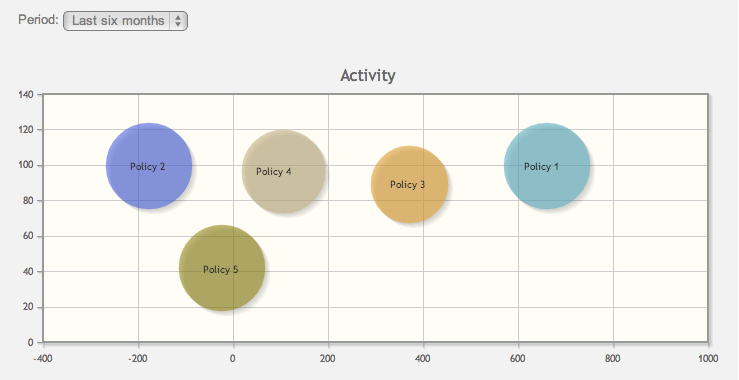 Period: Last six months
Activity
140
120
100
80
60
40
20
0
Policy 2
Policy 4
Policy 3
Policy 1
Policy 5
-400 -200 0 200 400 600 800 1000